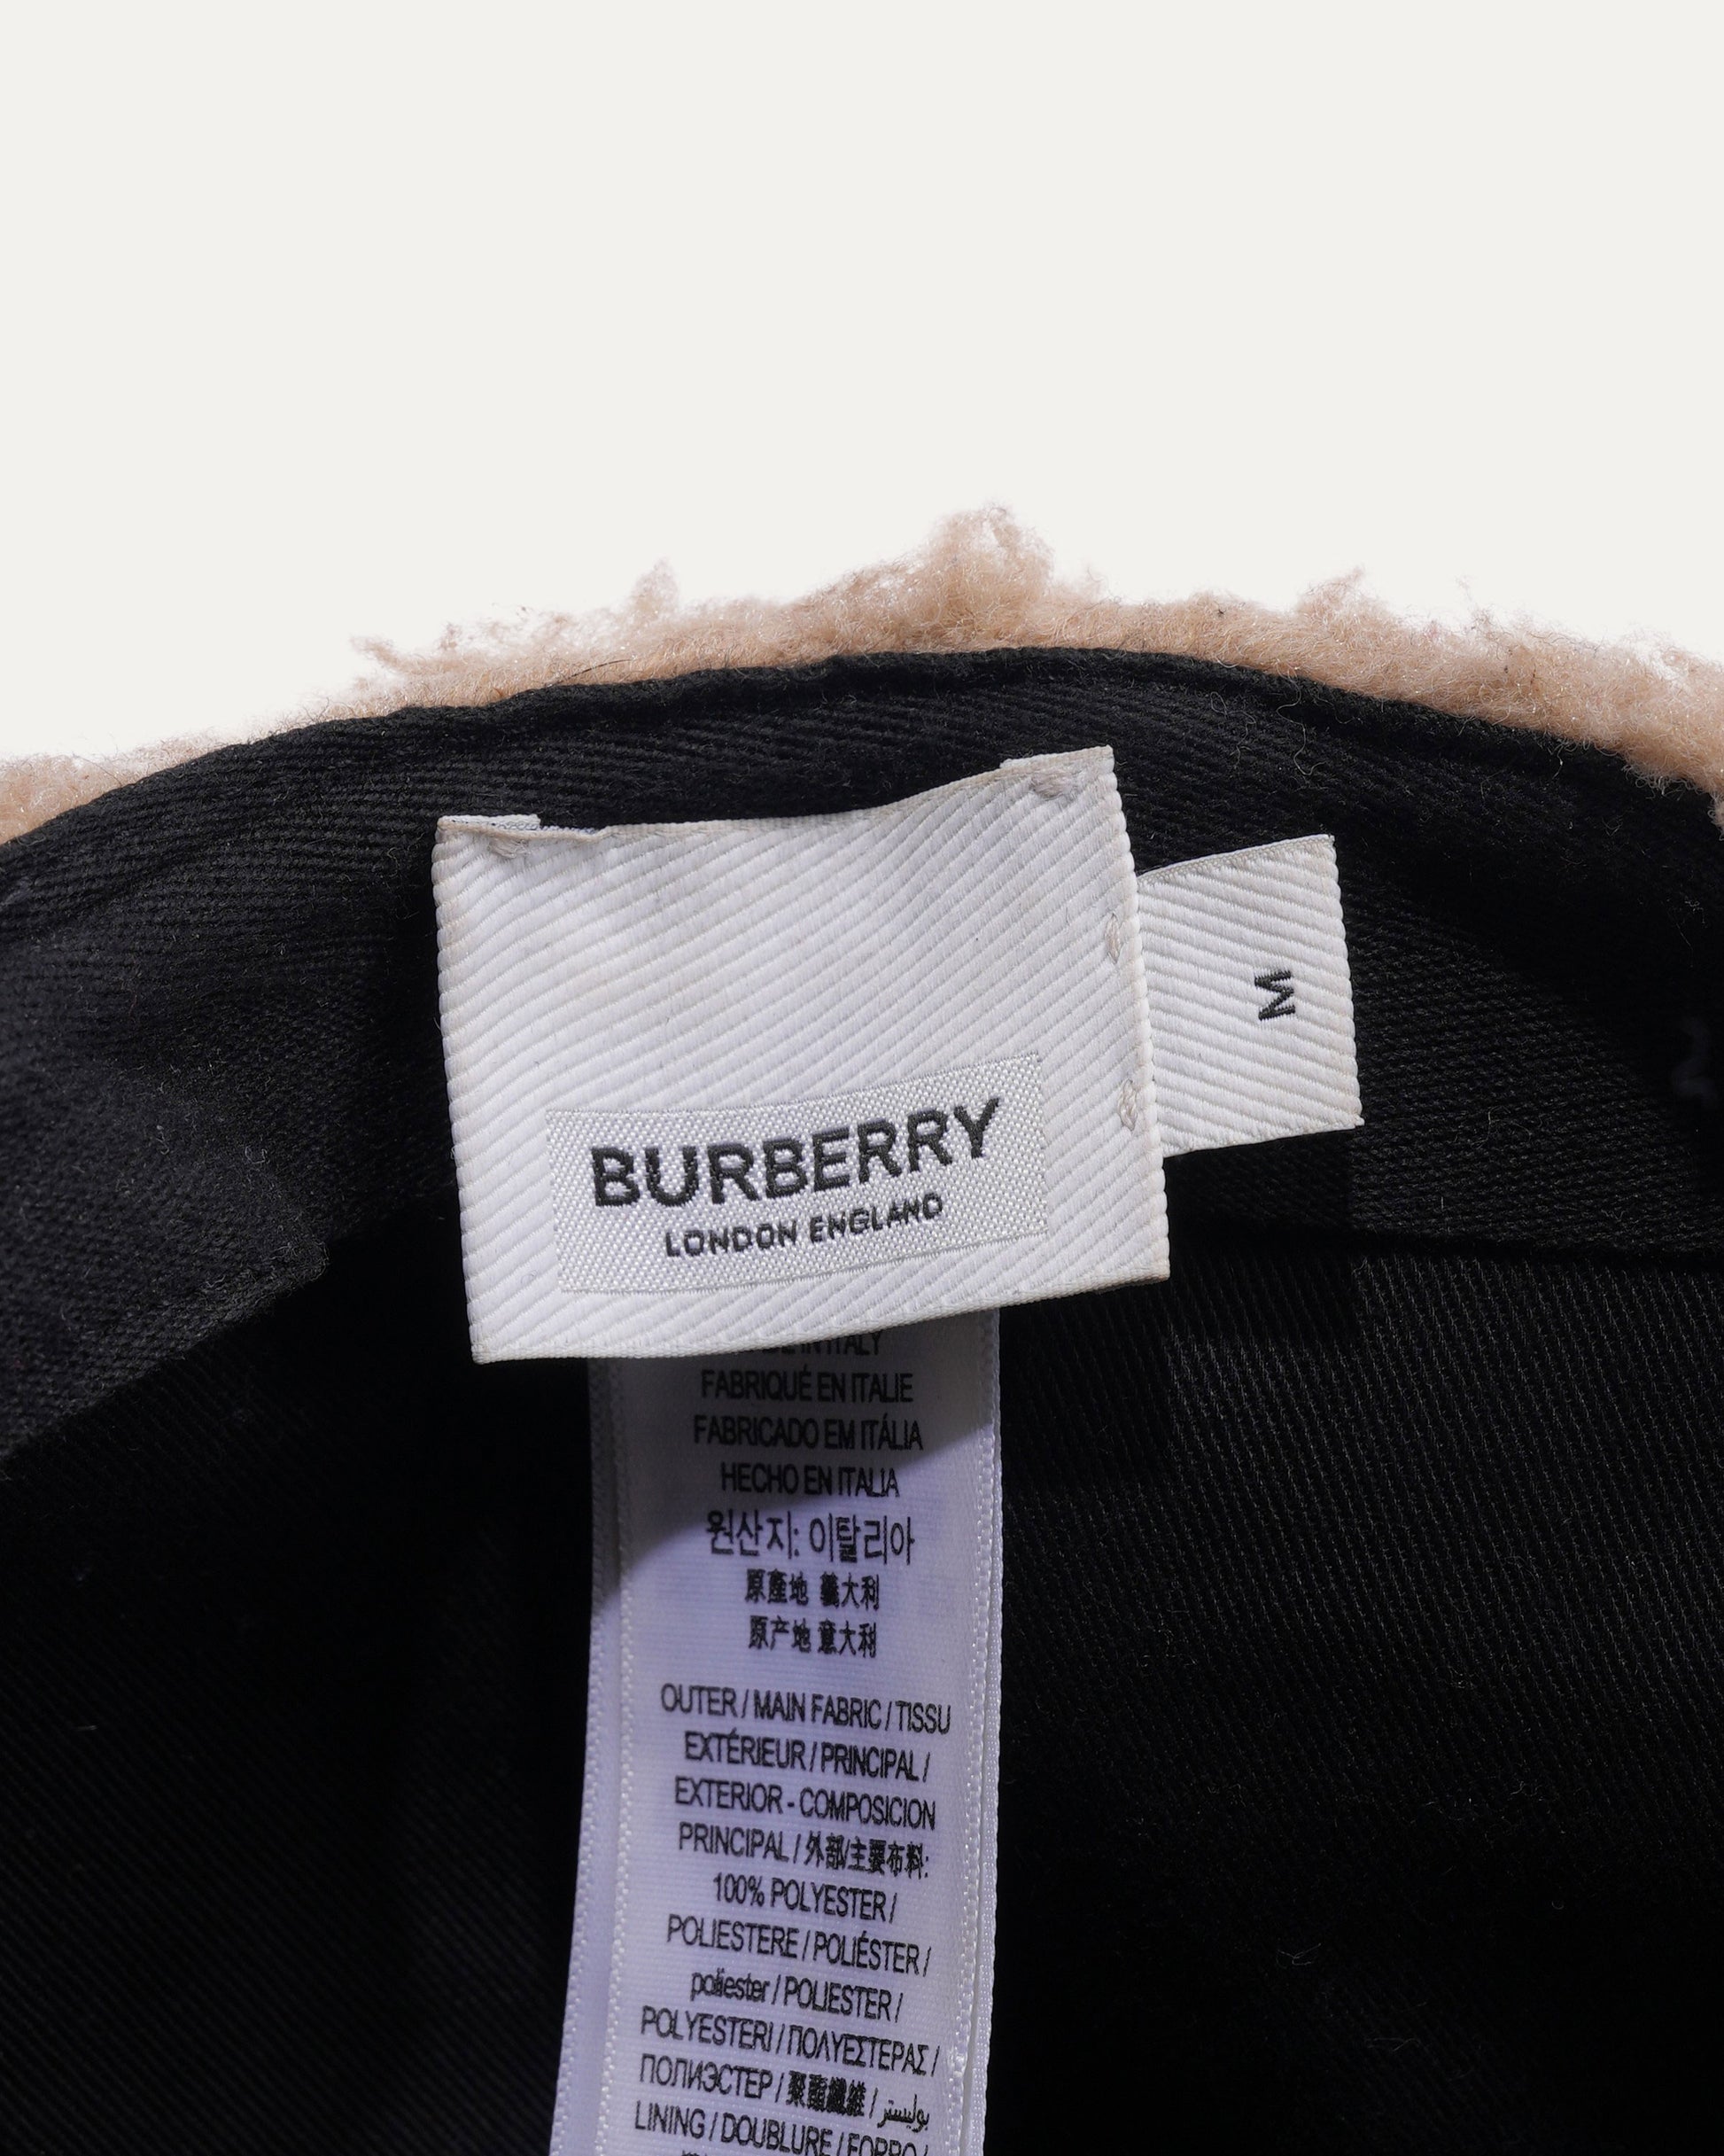 BURBERRY
LONDON ENGLAND
M
IN ITALY
FABRIQUÉ EN ITALIE
FABRICADO EM ITÁLIA
HECHO EN ITALIA
원산지: 이탈리아
原產地 義大利
原产地 意大利
OUTER / MAIN FABRIC / TISSU
EXTÉRIEUR / PRINCIPAL /
EXTERIOR - COMPOSICION
PRINCIPAL / 外部/主要布料:
100% POLYESTER /
POLIESTERE / POLIÉSTER /
poliester / POLIESTER /
POLYESTERI / ΠΟΛΥΕΣΤΕΡΑΣ /
ПОЛИЭСТЕР / 聚酯纖維 / بوليستر
LINING / DOUBLURE / FORRO /